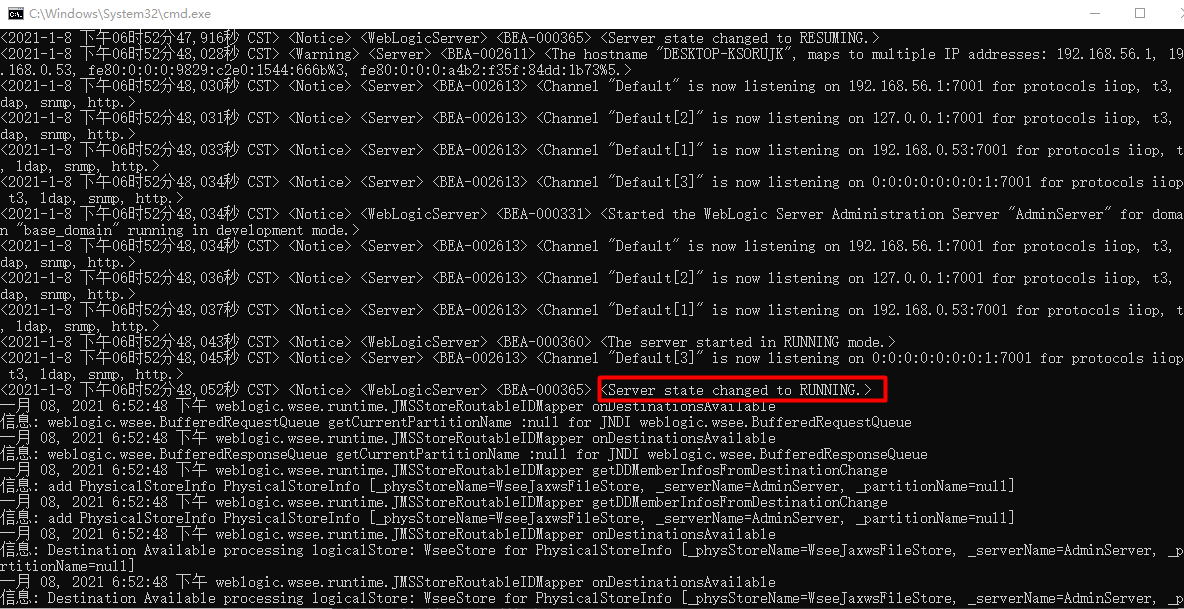 C:\Windows\System32\cmd.exe
<2021-1-8 下午06时52分47,916秒 CST> <Notice> <WebLogicServer> <BEA-000365> <Server state changed to RESUMING.>
<2021-1-8 下午06时52分48,028秒 CST> <Warning> <Server> <BEA-002611> <The hostname "DESKTOP-KSORUJK", maps to multiple IP addresses: 192.168.56.1, 19
.168.0.53, fe80:0:0:0:9829:c2e0:1544:666b%3, fe80:0:0:0:a4b2:f35f:84dd:1b73%5.>
<2021-1-8 下午06时52分48,030秒 CST> <Notice> <Server> <BEA-002613> <Channel "Default" is now listening on 192.168.56.1:7001 for protocols iiop, t3,
dap, snmp, http.>
<2021-1-8 下午06时52分48,031秒 CST> <Notice> <Server> <BEA-002613> <Channel "Default[2]" is now listening on 127.0.0.1:7001 for protocols iiop, t3,
dap, snmp, http.>
<2021-1-8 下午06时52分48,033秒 CST> <Notice> <Server> <BEA-002613> <Channel "Default[1]" is now listening on 192.168.0.53:7001 for protocols iiop, t
, ldap, snmp, http.>
<2021-1-8 下午06时52分48,034秒 CST> <Notice> <Server> <BEA-002613> <Channel "Default[3]" is now listening on 0:0:0:0:0:0:0:1:7001 for protocols iiop
t3, ldap, snmp, http.>
<2021-1-8 下午06时52分48,034秒 CST> <Notice> <WebLogicServer> <BEA-000331> <Started the WebLogic Server Administration Server "AdminServer" for doma
n "base_domain" running in development mode.>
<2021-1-8 下午06时52分48,034秒 CST> <Notice> <Server> <BEA-002613> <Channel "Default" is now listening on 192.168.56.1:7001 for protocols iiop, t3,
dap, snmp, http.>
<2021-1-8 下午06时52分48,036秒 CST> <Notice> <Server> <BEA-002613> <Channel "Default[2]" is now listening on 127.0.0.1:7001 for protocols iiop, t3,
dap, snmp, http.>
<2021-1-8 下午06时52分48,037秒 CST> <Notice> <Server> <BEA-002613> <Channel "Default[1]" is now listening on 192.168.0.53:7001 for protocols iiop, t
, ldap, snmp, http.>
<2021-1-8 下午06时52分48,043秒 CST> <Notice> <WebLogicServer> <BEA-000360> <The server started in RUNNING mode.>
<2021-1-8 下午06时52分48,045秒 CST> <Notice> <Server> <BEA-002613> <Channel "Default[3]" is now listening on 0:0:0:0:0:0:0:1:7001 for protocols iiop
t3, ldap, snmp, http.>
<2021-1-8 下午06时52分48,052秒 CST> <Notice> <WebLogicServer> <BEA-000365> <Server state changed to RUNNING.>
一月 08, 2021 6:52:48 下午 weblogic.wsee.runtime.JMSStoreRoutableIDMapper onDestinationsAvailable
信息: weblogic.wsee.BufferedRequestQueue getCurrentPartitionName :null for JNDI weblogic.wsee.BufferedRequestQueue
一月 08, 2021 6:52:48 下午 weblogic.wsee.runtime.JMSStoreRoutableIDMapper onDestinationsAvailable
信息: weblogic.wsee.BufferedResponseQueue getCurrentPartitionName :null for JNDI weblogic.wsee.BufferedResponseQueue
一月 08, 2021 6:52:48 下午 weblogic.wsee.runtime.JMSStoreRoutableIDMapper getDDMemberInfosFromDestinationChange
信息: add PhysicalStoreInfo PhysicalStoreInfo [_physStoreName=WseeJaxwsFileStore, _serverName=AdminServer, _partitionName=null]
一月 08, 2021 6:52:48 下午 weblogic.wsee.runtime.JMSStoreRoutableIDMapper getDDMemberInfosFromDestinationChange
信息: add PhysicalStoreInfo PhysicalStoreInfo [_physStoreName=WseeJaxwsFileStore, _serverName=AdminServer, _partitionName=null]
一月 08, 2021 6:52:48 下午 weblogic.wsee.runtime.JMSStoreRoutableIDMapper onDestinationsAvailable
信息: Destination Available processing logicalStore: WseeStore for PhysicalStoreInfo [_physStoreName=WseeJaxwsFileStore, _serverName=AdminServer, _p
rtitionName=null]
一月 08, 2021 6:52:48 下午 weblogic.wsee.runtime.JMSStoreRoutableIDMapper onDestinationsAvailable
信息: Destination Available processing logicalStore: WseeStore for PhysicalStoreInfo [_physStoreName=WseeJaxwsFileStore, _serverName=AdminServer, _p